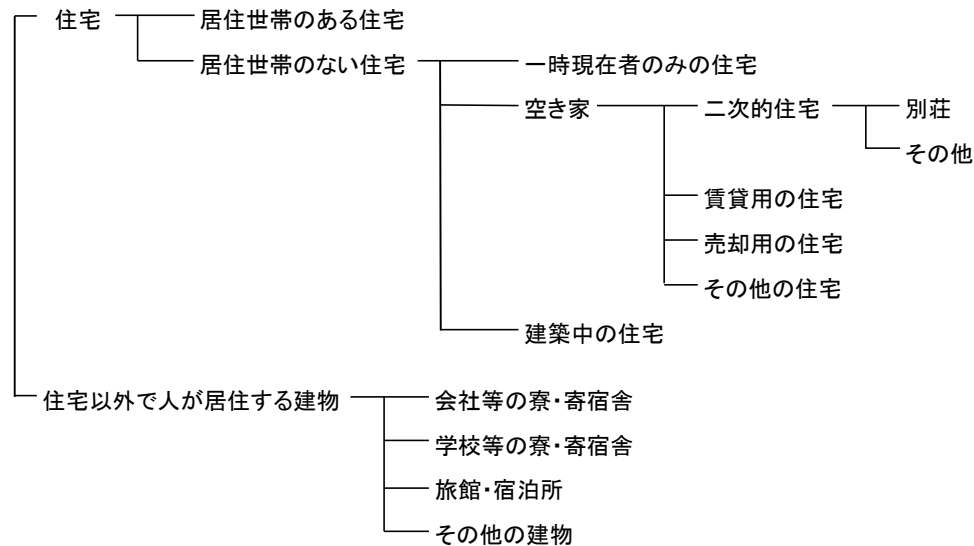 住宅
居住世帯のある住宅
居住世帯のない住宅
一時現在者のみの住宅
空き家
二次的住宅
別荘
その他
賃貸用の住宅
売却用の住宅
その他の住宅
建築中の住宅
住宅以外で人が居住する建物
会社等の寮・寄宿舎
学校等の寮・寄宿舎
旅館・宿泊所
その他の建物